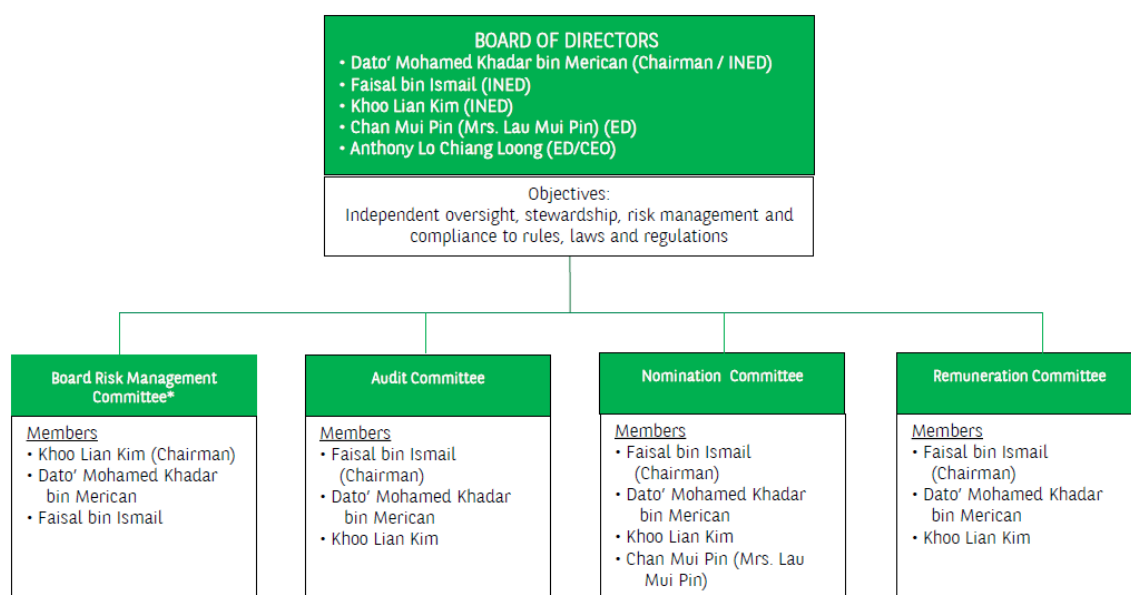 BOARD OF DIRECTORS
• Dato' Mohamed Khadar bin Merican (Chairman / INED)
• Faisal bin Ismail (INED)
• Khoo Lian Kim (INED)
• Chan Mui Pin (Mrs. Lau Mui Pin) (ED)
• Anthony Lo Chiang Loong (ED/CEO)
Objectives:
Independent oversight, stewardship, risk management and
compliance to rules, laws and regulations
Board Risk Management
Committee*
Members
• Khoo Lian Kim (Chairman)
• Dato' Mohamed Khadar
bin Merican
• Faisal bin Ismail
Audit Committee
Members
• Faisal bin Ismail
(Chairman)
• Dato' Mohamed Khadar
bin Merican
• Khoo Lian Kim
Nomination Committee
Members
• Faisal bin Ismail
(Chairman)
• Dato' Mohamed Khadar
bin Merican
• Khoo Lian Kim
• Chan Mui Pin (Mrs. Lau
Mui Pin)
Remuneration Committee
Members
• Faisal bin Ismail
(Chairman)
• Dato' Mohamed Khadar
bin Merican
• Khoo Lian Kim